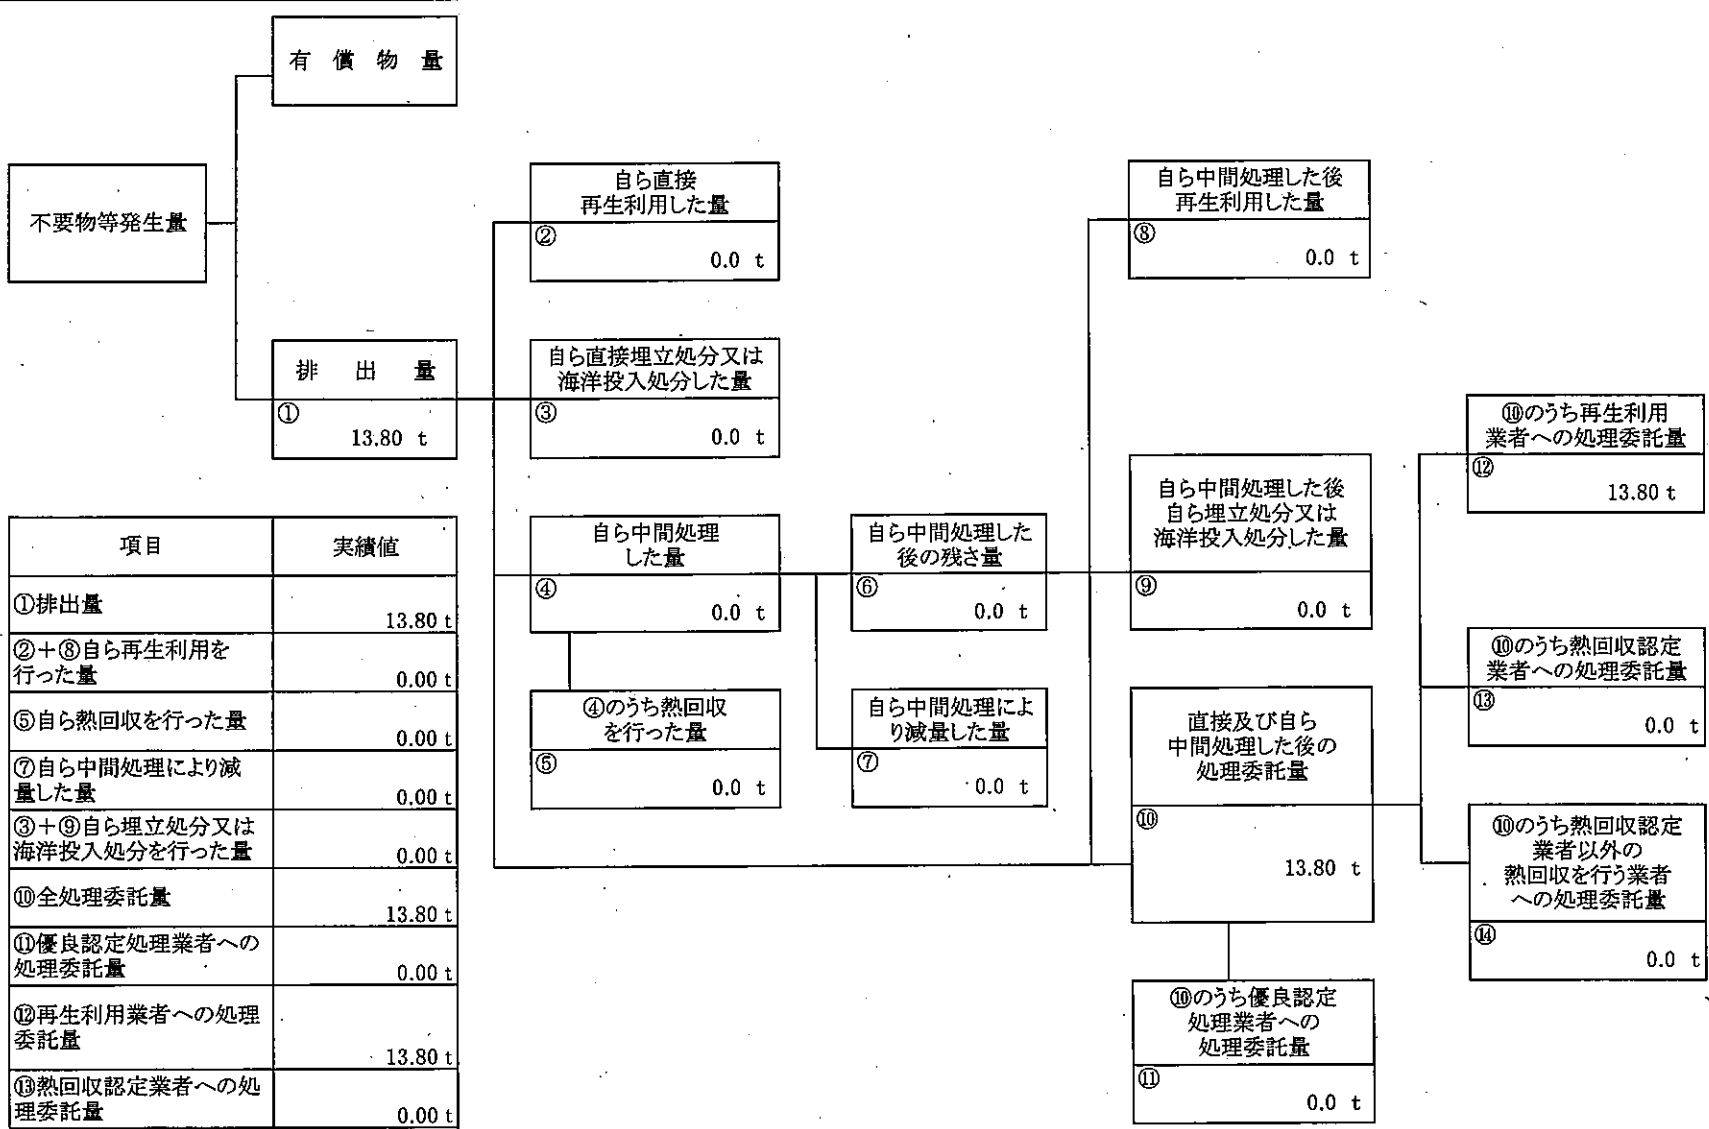 有償物量
不要物等発生量
排出量
①
13.80 t
自ら直接
再生利用した量
②
0.0 t
自ら直接埋立処分又は
海洋投入処分した量
③
0.0 t
自ら中間処理
した量
④
0.0 t
④のうち熱回収
を行った量
⑤
0.0 t
自ら中間処理した
後の残さ量
⑥
0.0 t
自ら中間処理によ
り減量した量
⑦
0.0 t
自ら中間処理した後
再生利用した量
⑧
0.0 t
自ら中間処理した後
自ら埋立処分又は
海洋投入処分した量
⑨
0.0 t
直接及び自ら
中間処理した後の
処理委託量
⑩
13.80 t
⑩のうち優良認定
処理業者への
処理委託量
⑪
0.0 t
⑩のうち再生利用
業者への処理委託量
⑫
13.80 t
⑩のうち熱回収認定
業者への処理委託量
⑬
0.0 t
⑩のうち熱回収認定
業者以外の
熱回収を行う業者
への処理委託量
⑭
0.0 t
項目 実績値
①排出量
13.80 t
②+⑧自ら再生利用を
行った量
0.00 t
⑤自ら熱回収を行った量
0.00 t
⑦自ら中間処理により減
量した量
0.00 t
③+⑨自ら埋立処分又は
海洋投入処分を行った量
0.00 t
⑩全処理委託量
13.80 t
⑪優良認定処理業者への
処理委託量
0.00 t
⑫再生利用業者への処理
委託量
13.80 t
⑬熱回収認定業者への処
理委託量
0.00 t